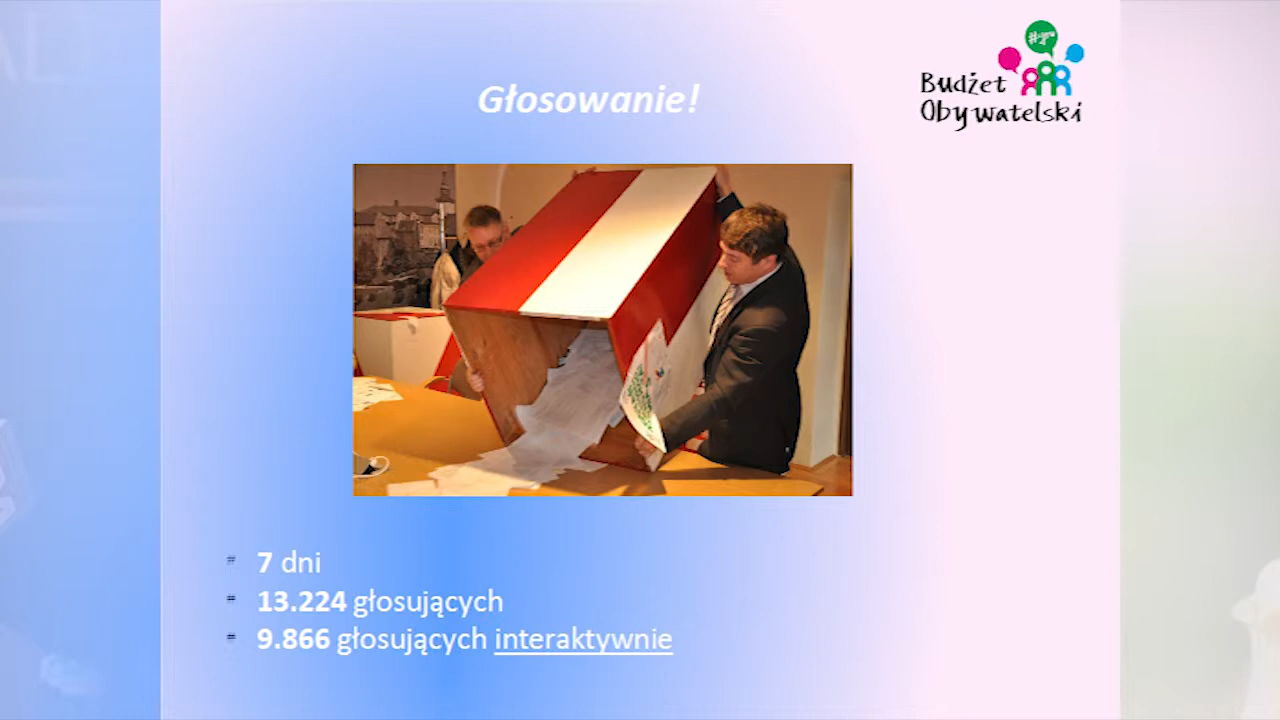 Głosowanie!
Budżet
Obywatelski
# 7 dni
# 13.224 głosujących
# 9.866 głosujących interaktywnie